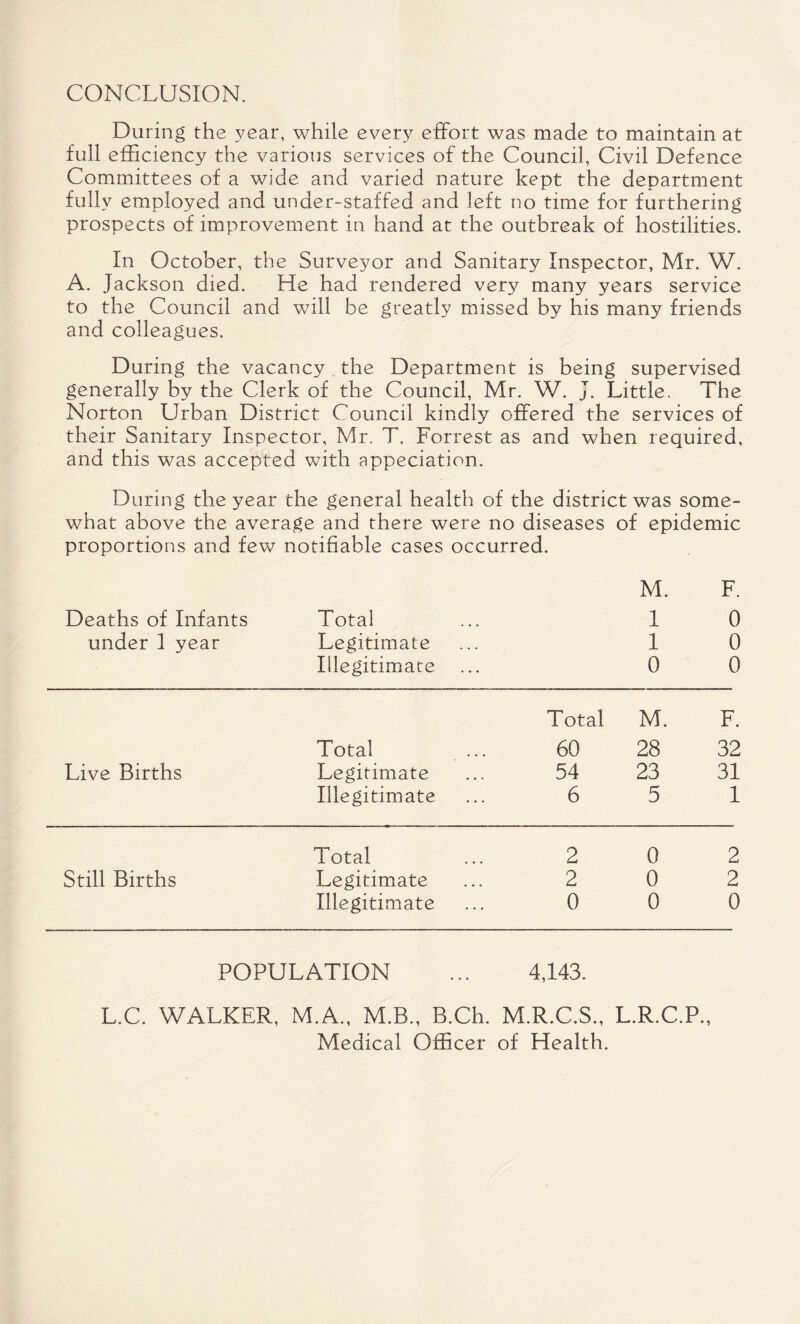 CONCLUSION.
During the year, while every effort was made to maintain at
full efficiency the various services of the Council, Civil Defence
Committees of a wide and varied nature kept the department
fully employed and under-staffed and left no time for furthering
prospects of improvement in hand at the outbreak of hostilities.
In October, the Surveyor and Sanitary Inspector, Mr. W.
A. Jackson died. He had rendered very many years service
to the Council and will be greatly missed by his many friends
and colleagues.
During the vacancy the Department is being supervised
generally by the Clerk of the Council, Mr. W. J. Little. The
Norton Urban District Council kindly offered the services of
their Sanitary Inspector, Mr. T. Forrest as and when required,
and this was accepted with appeciation.
During the year the general health of the district was some-
what above the average and there were no diseases of epidemic
proportions and few notifiable cases occurred.
M. F.
Deaths of Infants Total ... 1 0
under 1 year Legitimate ... 1 0
Illegitimate ... 0 0
Total M. F.
Total ... 60 28 32
Live Births Legitimate ... 54 23 31
Illegitimate ... 6 5 1
Total ... 2 0 2
Still Births Legitimate ... 2 0 2
Illegitimate ... 0 0 0
POPULATION ... 4,143.
L.C. WALKER, M.A., M.B., B.Ch. M.R.C.S., L.R.C.P.,
Medical Officer of Health.